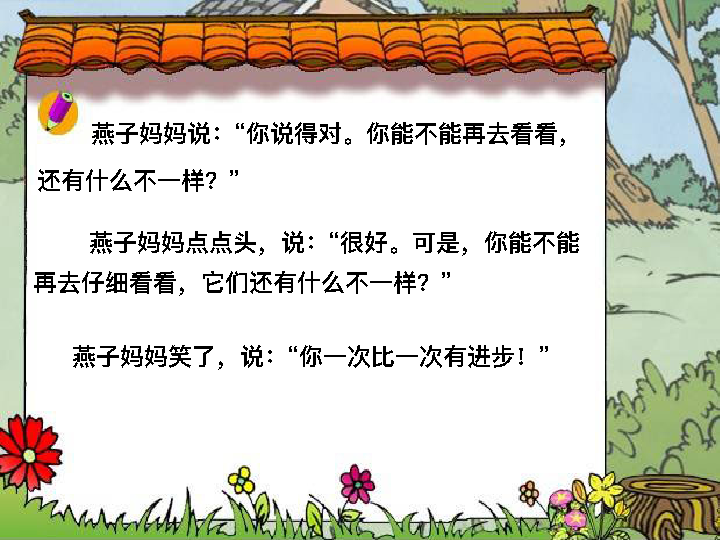 燕子妈妈说：“你说得对。你能不能再去看看，
还有什么不一样？”
燕子妈妈点点头，说：“很好。可是，你能不能
再去仔细看看，它们还有什么不一样？”
燕子妈妈笑了，说：“你一次比一次有进步！”